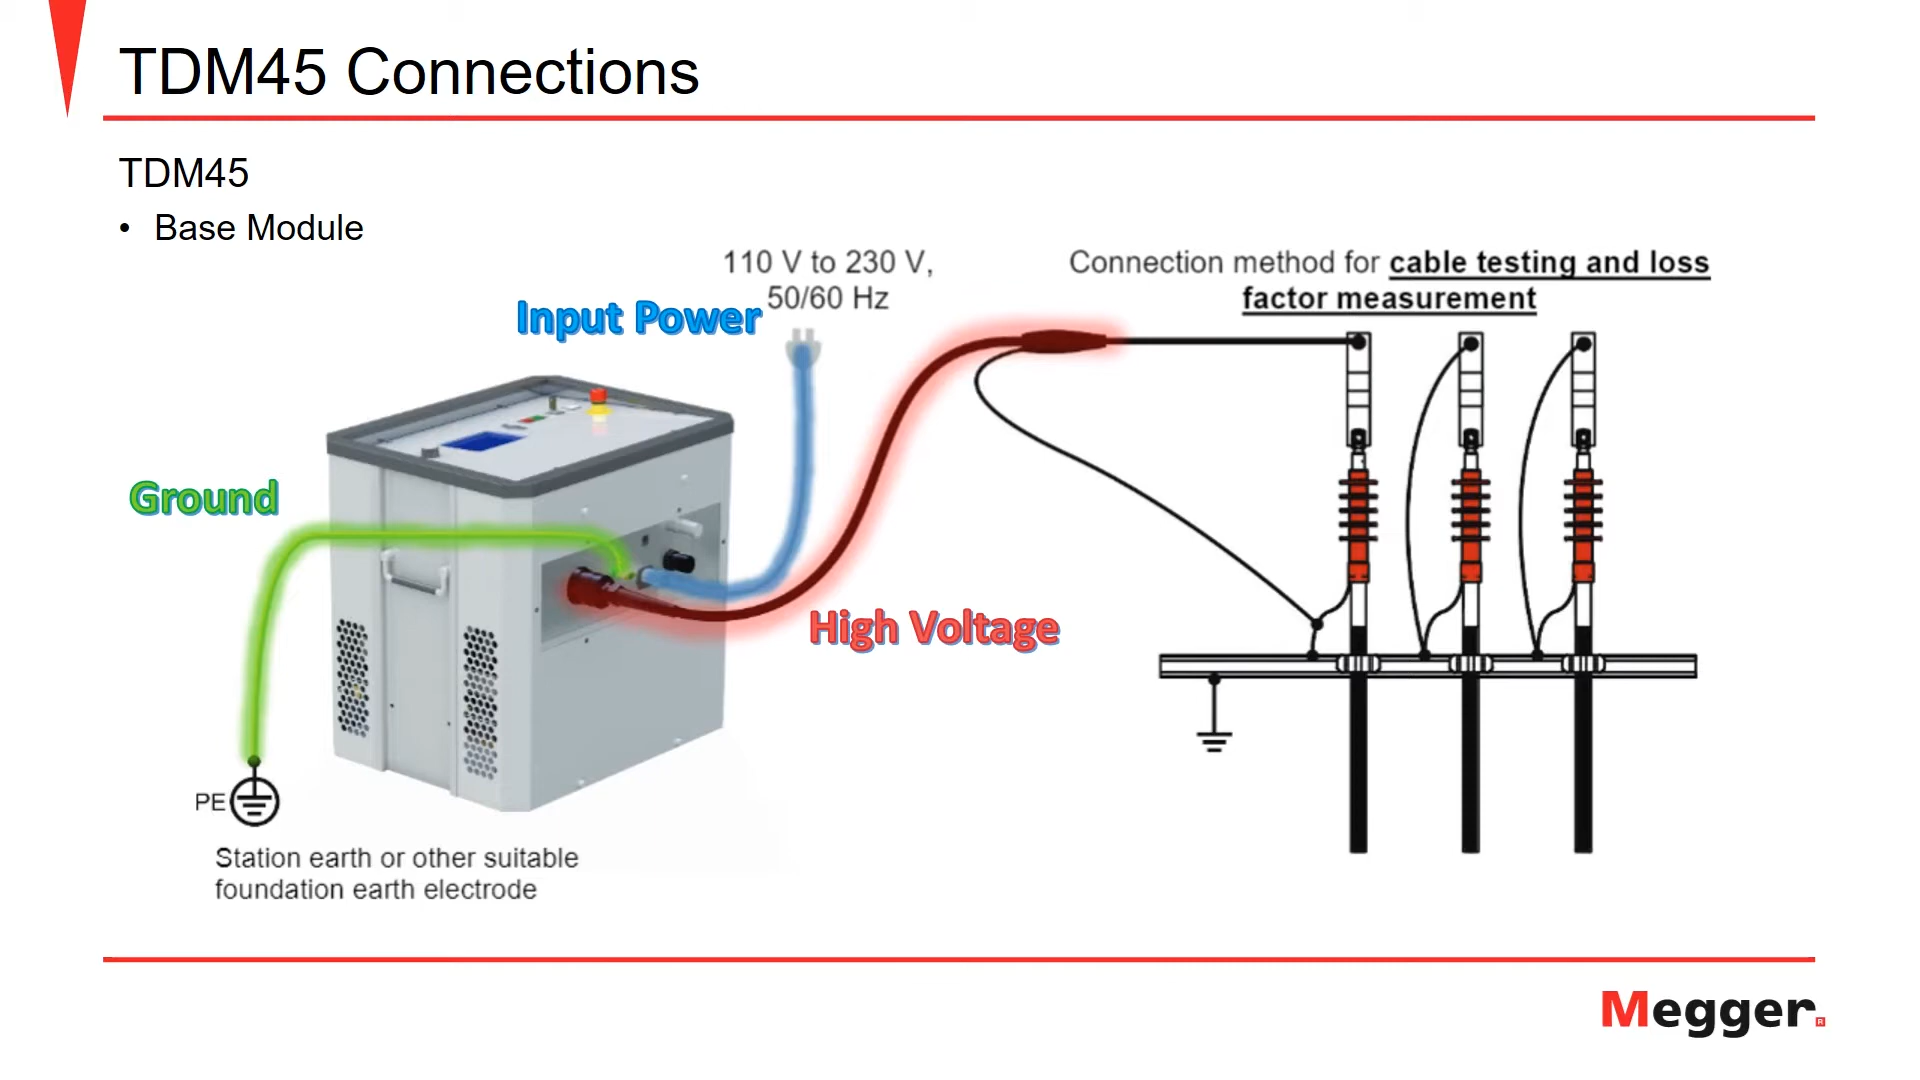 TDM45 Connections
TDM45
• Base Module
110 V to 230 V,
50/60 Hz
Input Power
Connection method for cable testing and loss
factor measurement
Ground
High Voltage
PE
Station earth or other suitable
foundation earth electrode
Megger®